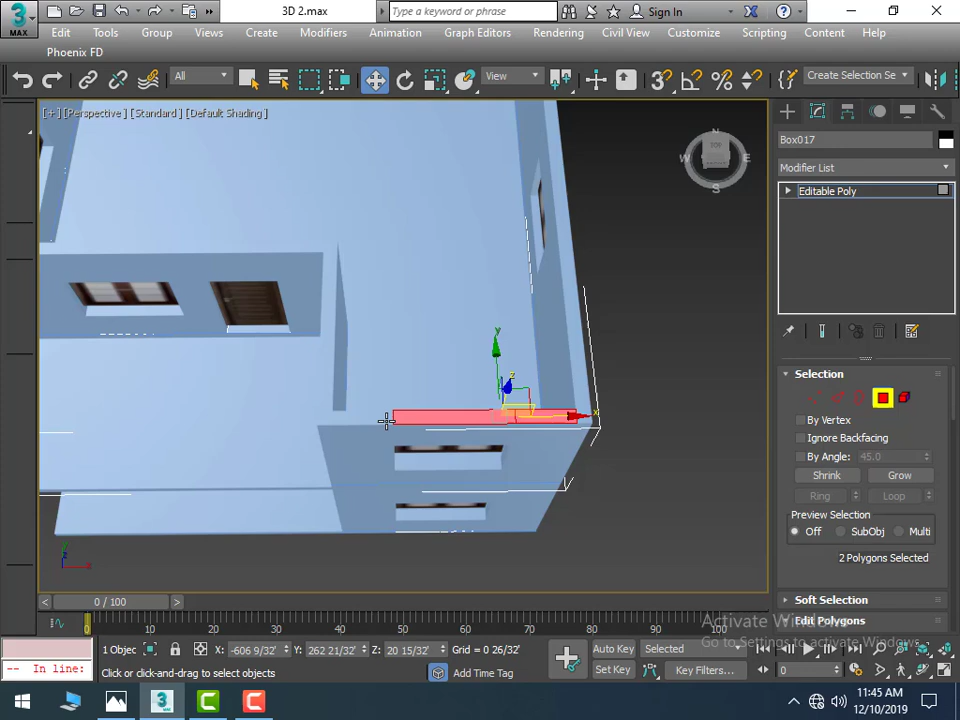 3
MAX
3D 2.max
Type a keyword or phrase
Sign In
Edit Tools Group Views Create Modifiers Animation Graph Editors Rendering Civil View Customize Scripting Content Help
Phoenix FD
All
View
Create Selection Se
[+] [Perspective] [Standard] [Default Shading]
N
W TOP E
S
Box017
Modifier List
Editable Poly
y
z
x
Selection
By Vertex
Ignore Backfacing
By Angle: 45.0
Shrink Grow
Ring Loop
Preview Selection
Off SubObj Multi
2 Polygons Selected
Soft Selection
Edit Polygons
y
z
x
< 0 / 100 >
0 10 20 30 40 50 60 70 80 90 100
Activate Windows
Go to Settings to activate Windows.
1 Objec X: -606 9/32' Y: 262 21/32' Z: 20 15/32' Grid = 0 26/32'
Auto Key Selected
-- In line: Click or click-and-drag to select objects Add Time Tag
Set Key Key Filters...
0
11:45 AM
12/10/2019